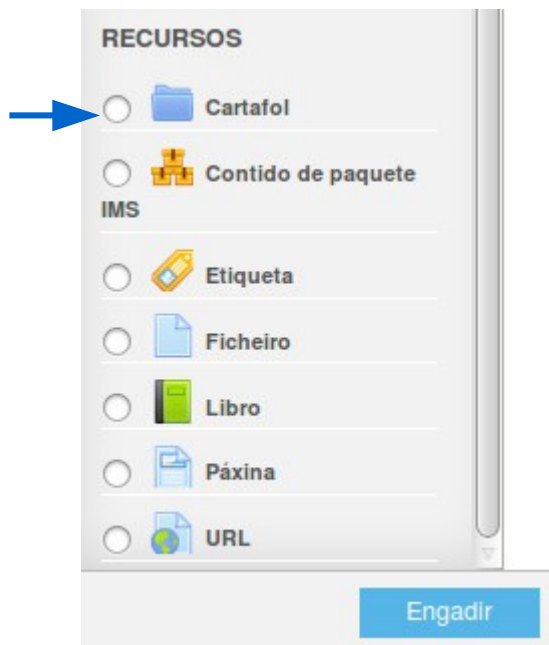 RECURSOS
Cartafol
Contido de paquete
IMS
Etiqueta
Ficheiro
Libro
Páxina
URL
Engadir